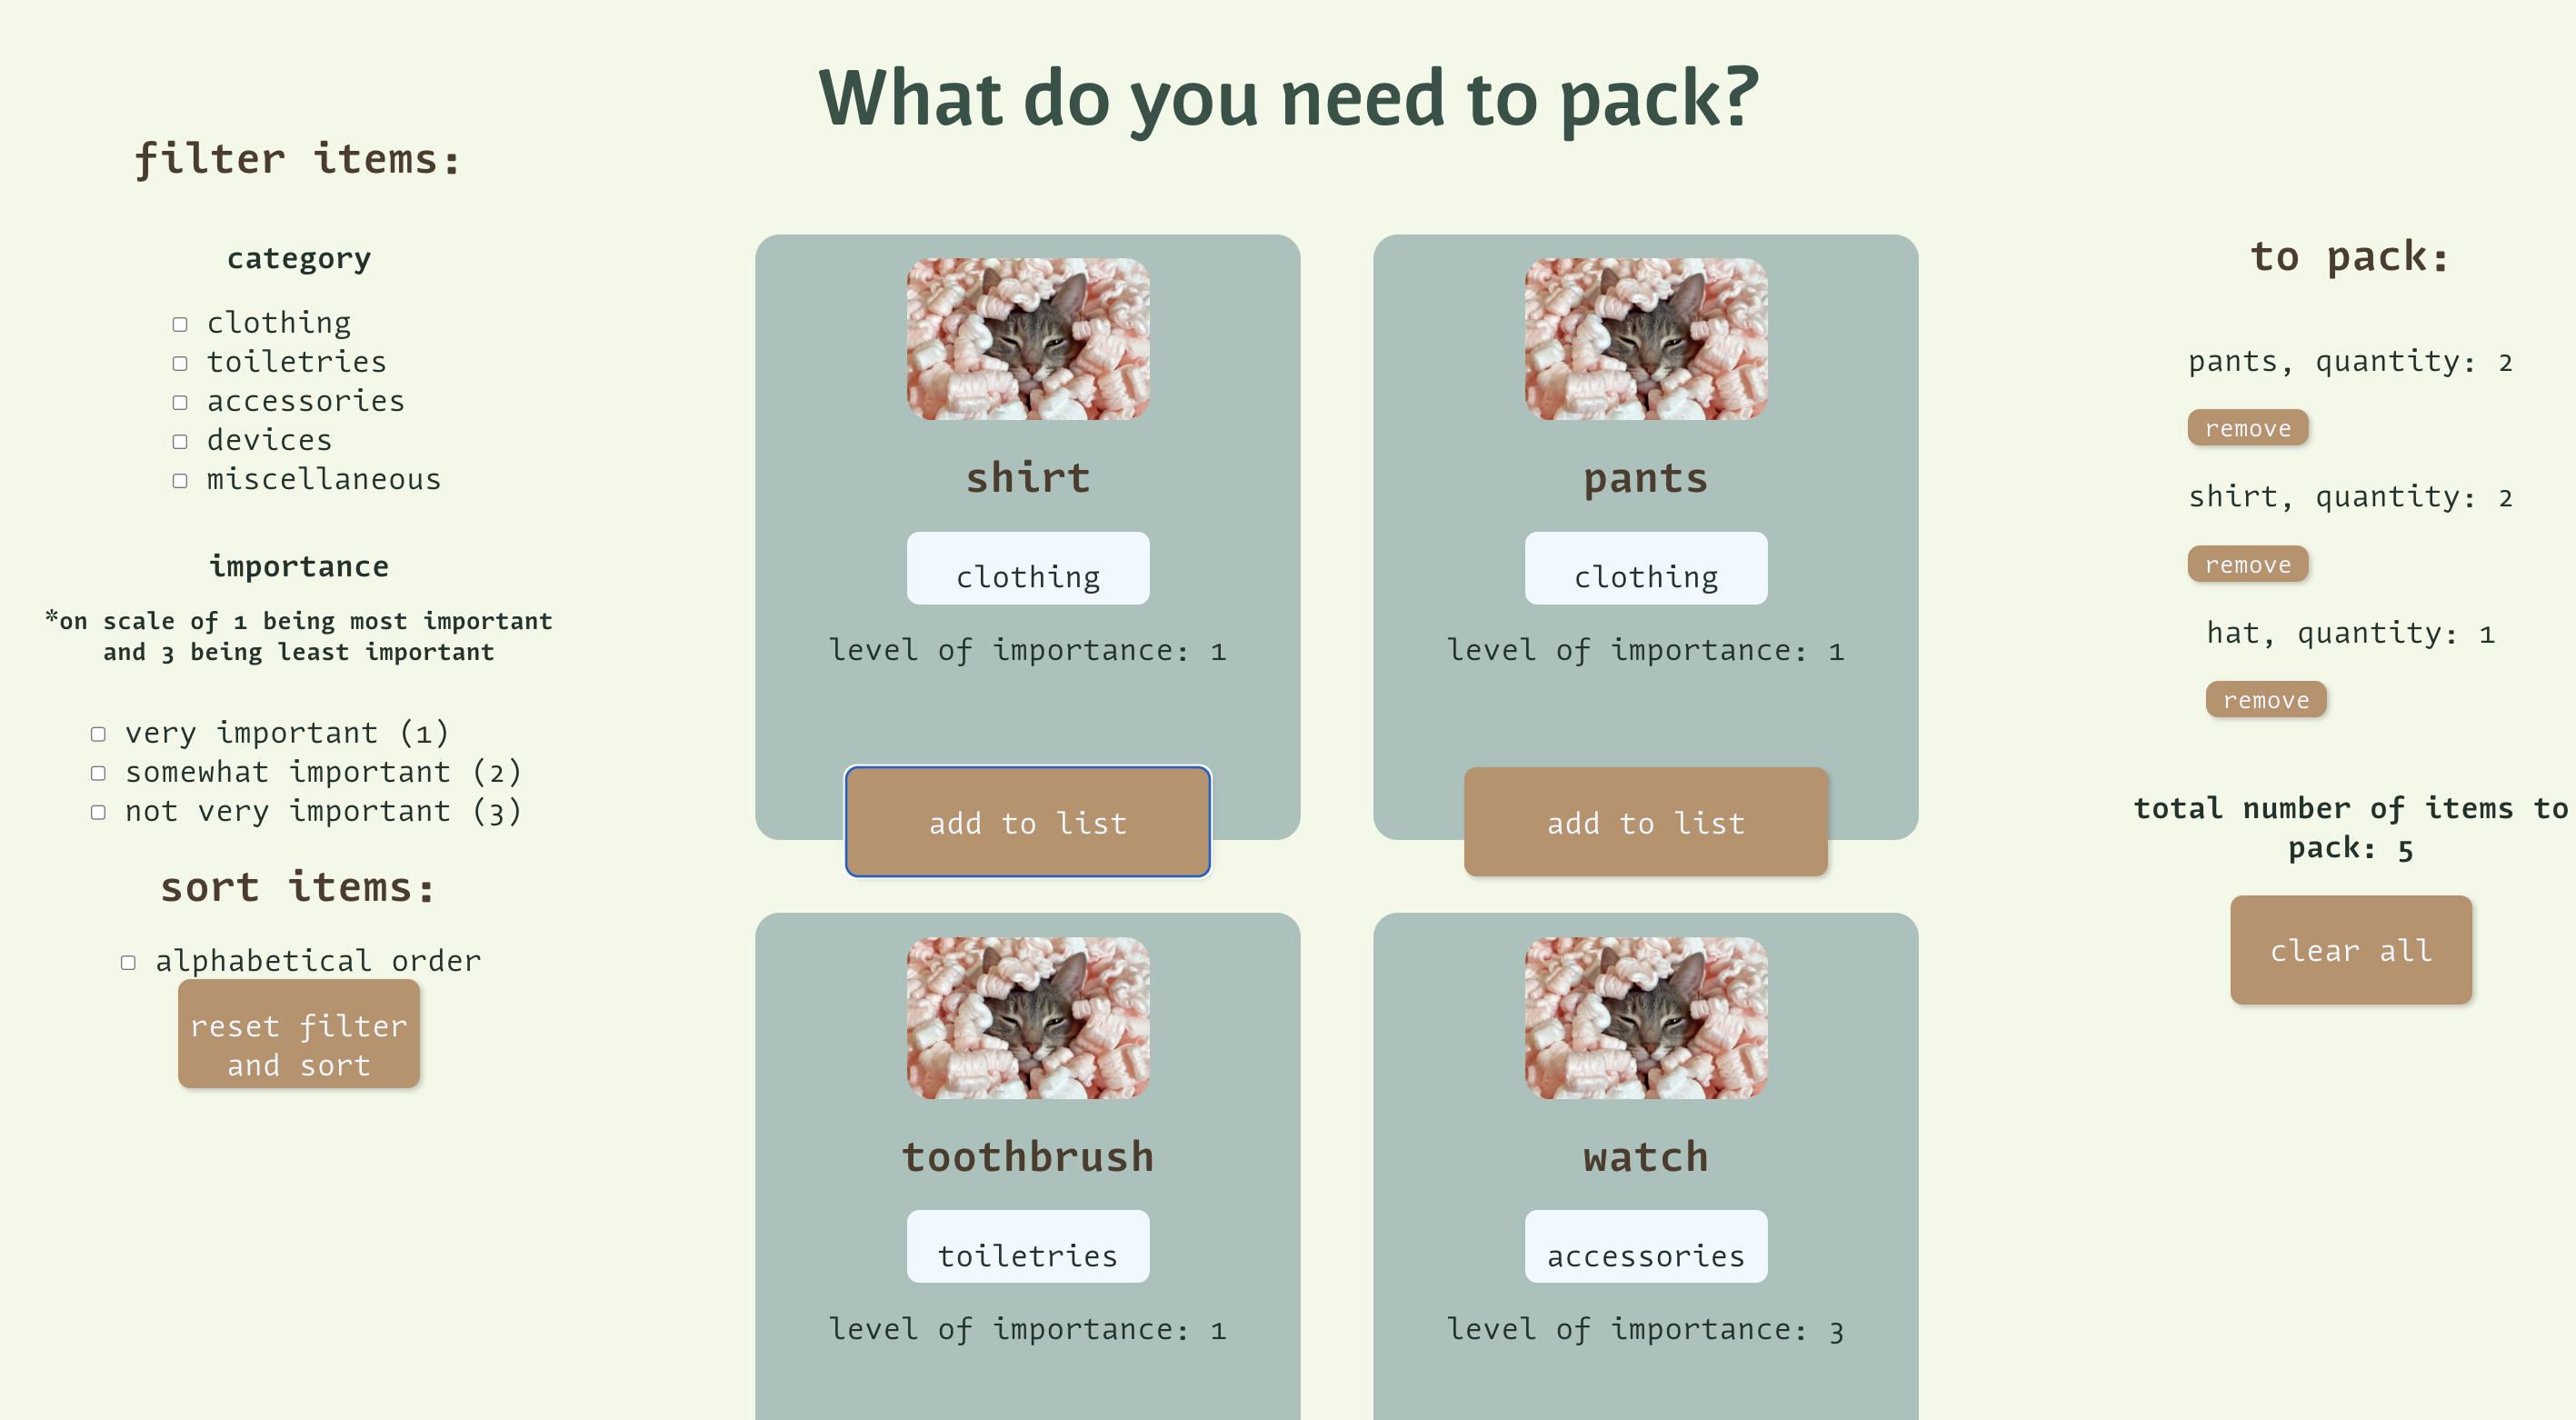 What do you need to pack?
filter items:
category
clothing
toiletries
accessories
devices
miscellaneous
importance
*on scale of 1 being most important
and 3 being least important
very important (1)
somewhat important (2)
not very important (3)
sort items:
alphabetical order
reset filter
and sort
shirt
clothing
level of importance: 1
add to list
pants
clothing
level of importance: 1
add to list
toothbrush
toiletries
level of importance: 1
watch
accessories
level of importance: 3
to pack:
pants, quantity: 2
remove
shirt, quantity: 2
remove
hat, quantity: 1
remove
total number of items to
pack: 5
clear all